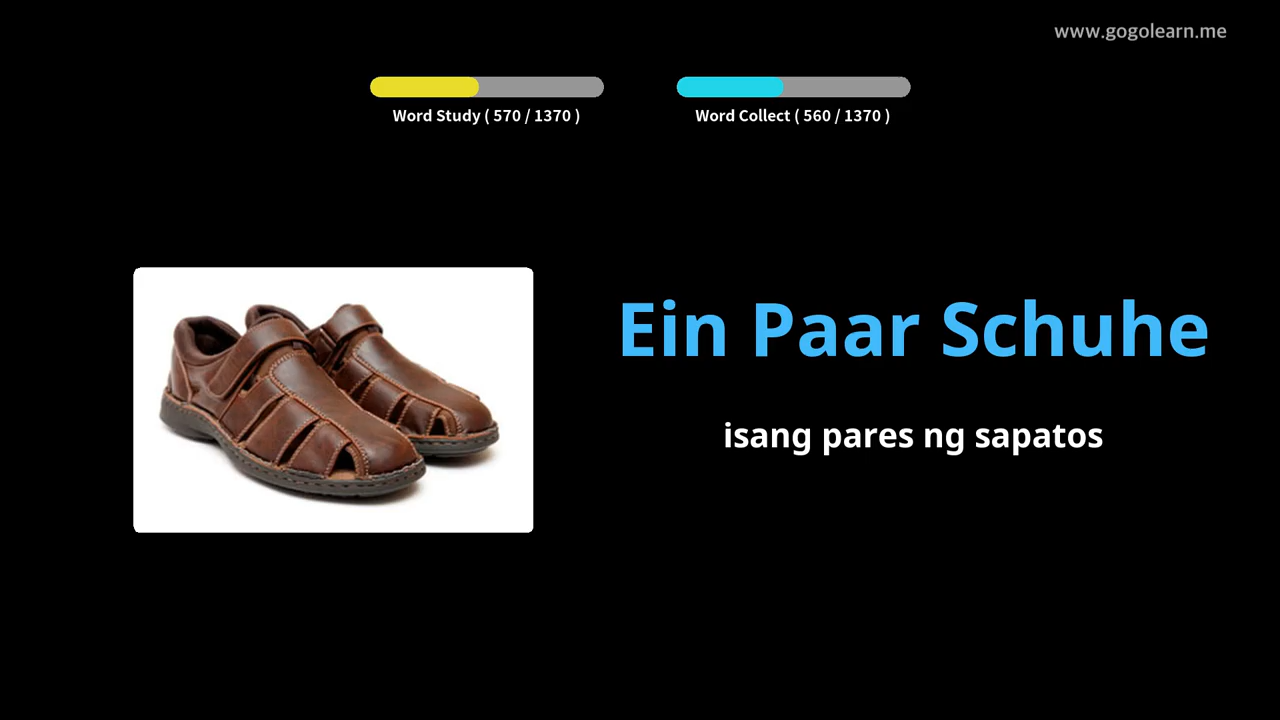 www.gogolearn.me
Word Study ( 570 / 1370 )
Word Collect ( 560 / 1370 )
Ein Paar Schuhe
isang pares ng sapatos